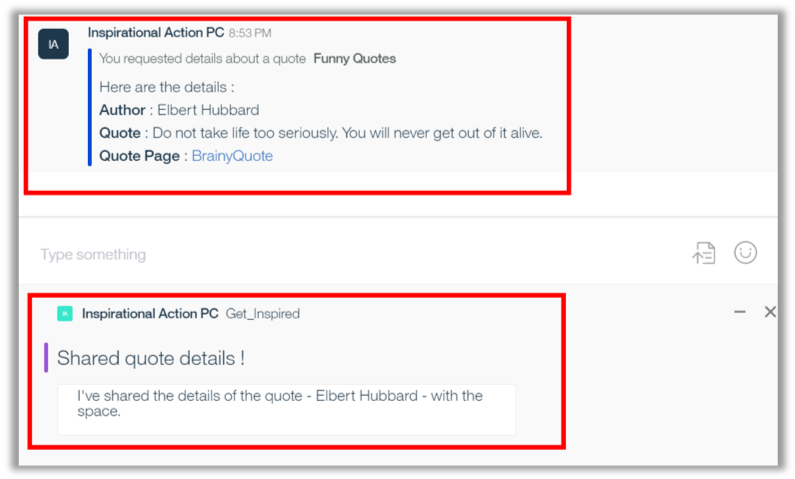 IA
Inspirational Action PC 8:53 PM
You requested details about a quote Funny Quotes
Here are the details :
Author : Elbert Hubbard
Quote : Do not take life too seriously. You will never get out of it alive.
Quote Page : BrainyQuote
Type something
IA Inspirational Action PC Get_Inspired
Shared quote details !
I've shared the details of the quote - Elbert Hubbard - with the
space.